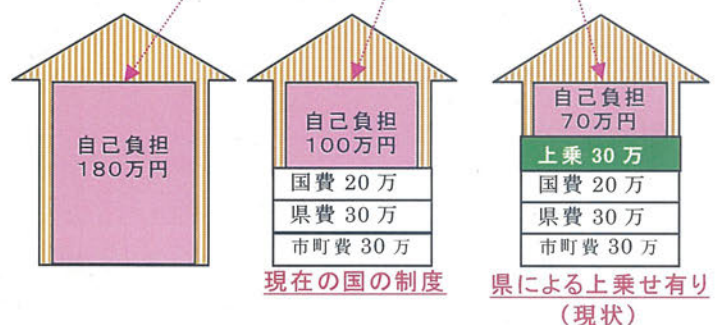 自己負担
180万円
自己負担
100万円
国費 20 万
県費 30 万
市町費 30 万
現在の国の制度
自己負担
70万円
上乗 30 万
国費 20 万
県費 30 万
市町費 30 万
県による上乗せ有り
（現状）